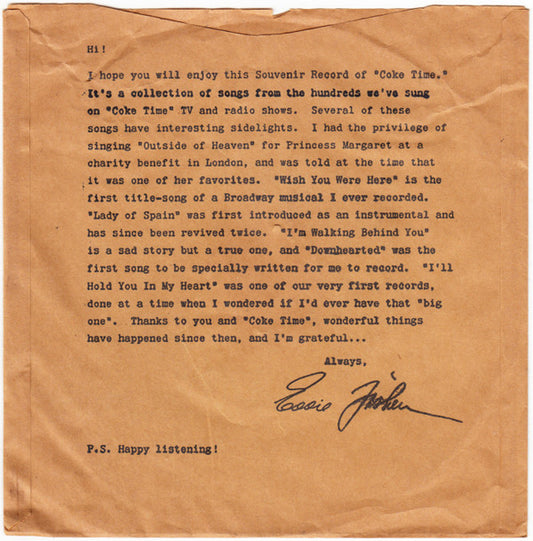 Hi!
I hope you will enjoy this Souvenir Record of "Coke Time."
It's a collection of songs from the hundreds we've sung
on "Coke Time" TV and radio shows. Several of these
songs have interesting sidelights. I had the privilege of
singing "Outside of Heaven" for Princess Margaret at a
charity benefit in London, and was told at the time that
it was one of her favorites. "Wish You Were Here" is the
first title-song of a Broadway musical I ever recorded.
"Lady of Spain" was first introduced as an instrumental and
has since been revived twice. "I'm Walking Behind You"
is a sad story but a true one, and "Downhearted" was the
first song to be specially written for me to record. "I'll
Hold You In My Heart" was one of our very first records,
done at a time when I wondered if I'd ever have that "big
one". Thanks to you and "Coke Time", wonderful things
have happened since then, and I'm grateful...
Always,
Eddie Fisher
P.S. Happy listening!